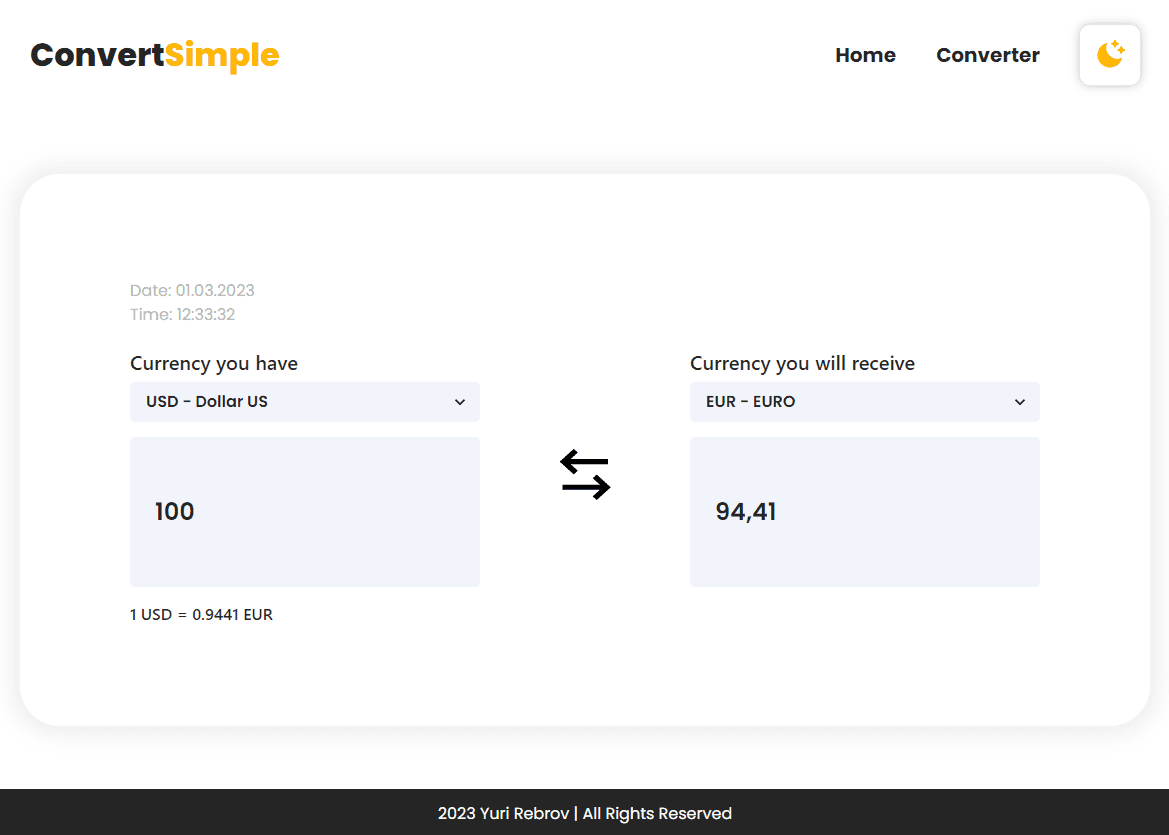 ConvertSimple
Home
Converter
Date: 01.03.2023
Time: 12:33:32
Currency you have
USD - Dollar US
100
1 USD = 0.9441 EUR
Currency you will receive
EUR - EURO
94,41
2023 Yuri Rebrov | All Rights Reserved